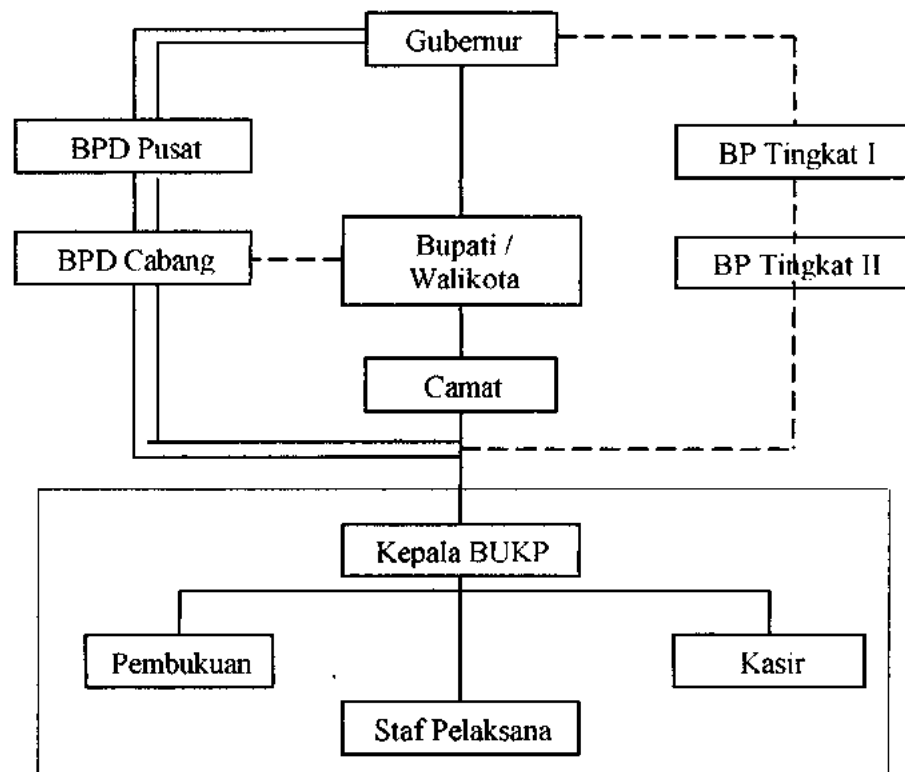 Gubernur
BPD Pusat
BP Tingkat I
BPD Cabang
Bupati /
Walikota
BP Tingkat II
Camat
Kepala BUKP
Pembukuan
Kasir
Staf Pelaksana